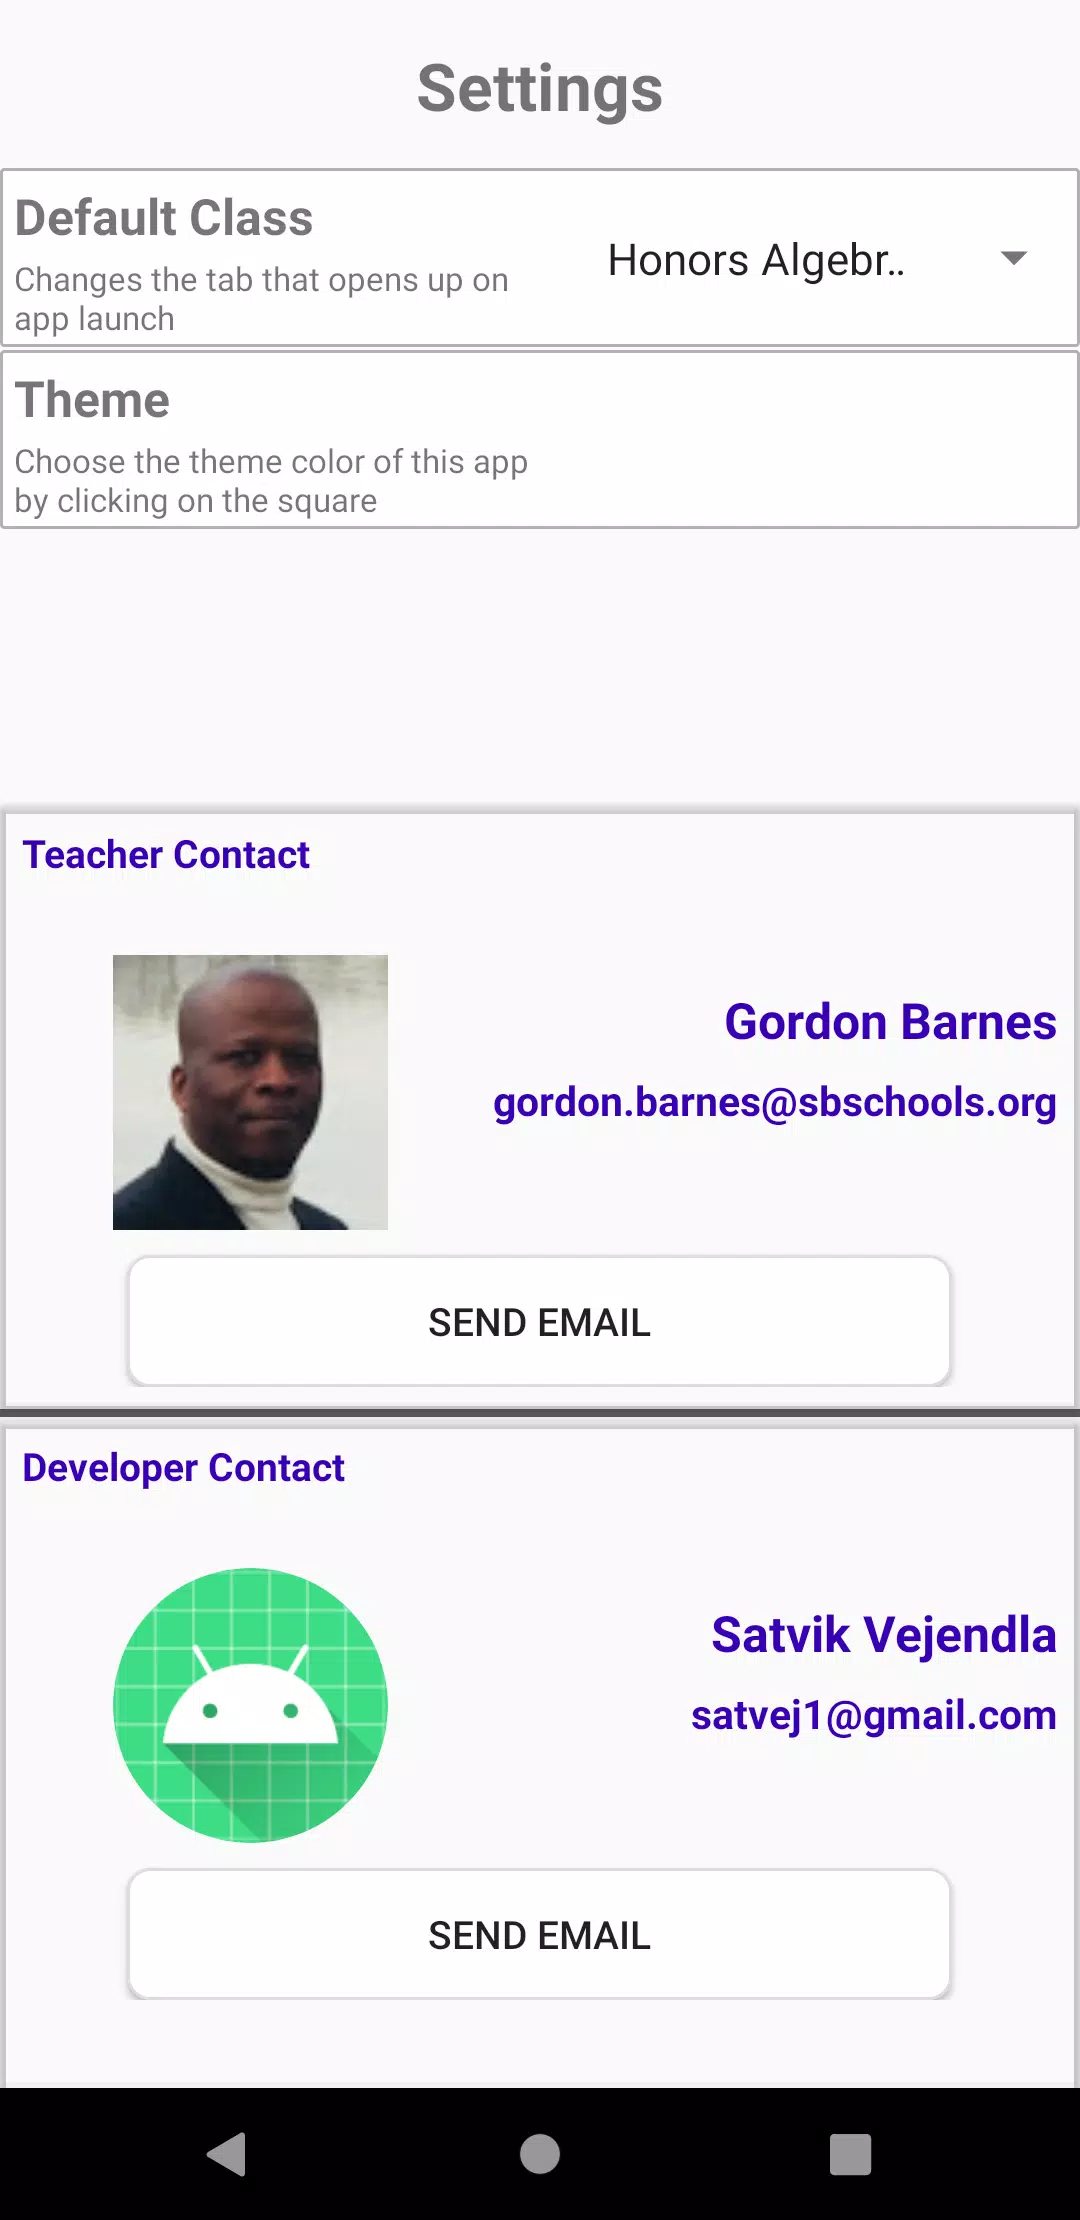 Settings
Default Class
Changes the tab that opens up on
app launch
Honors Algebr..
Theme
Choose the theme color of this app
by clicking on the square
Teacher Contact
Gordon Barnes
gordon.barnes@sbschools.org
SEND EMAIL
Developer Contact
Satvik Vejendla
satvej1@gmail.com
SEND EMAIL